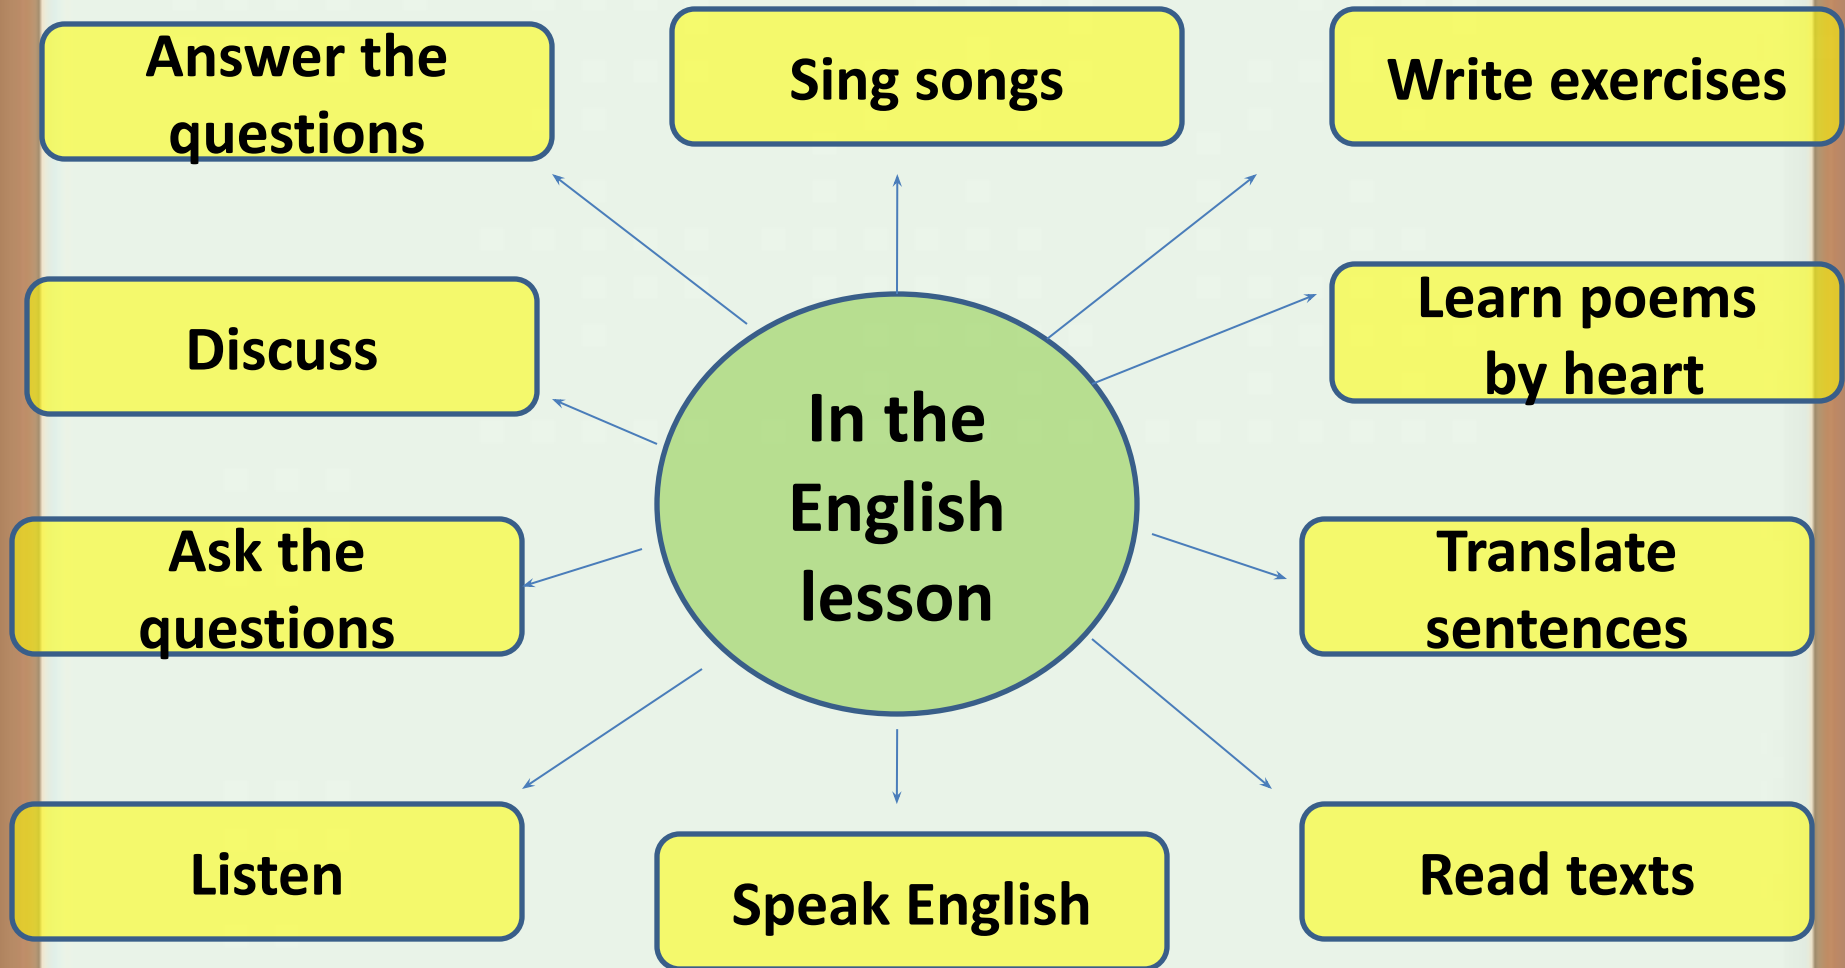 Answer the
questions
Sing songs
Write exercises
Discuss
Learn poems
by heart
In the
English
lesson
Ask the
questions
Translate
sentences
Listen
Speak English
Read texts